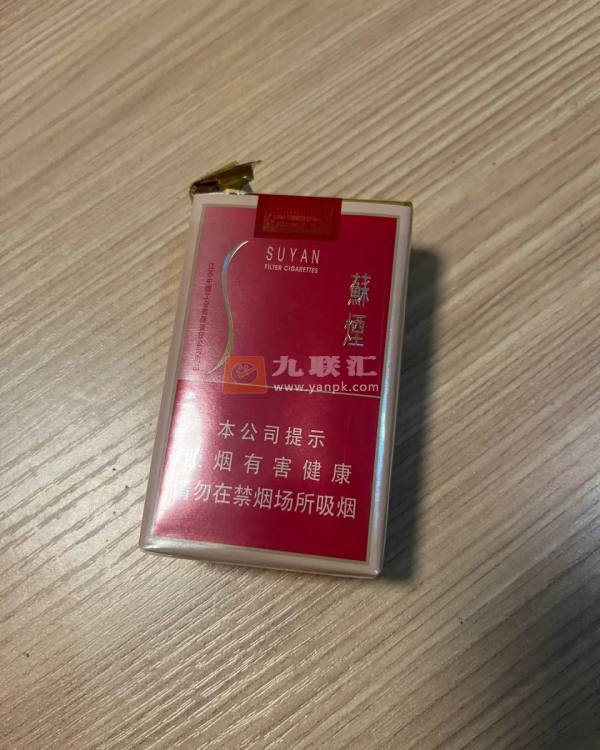 SUYAN
FILTER CIGARETTES
蘇煙
九联汇
www.yanpk.com
本公司提示
吸烟有害健康
请勿在禁烟场所吸烟